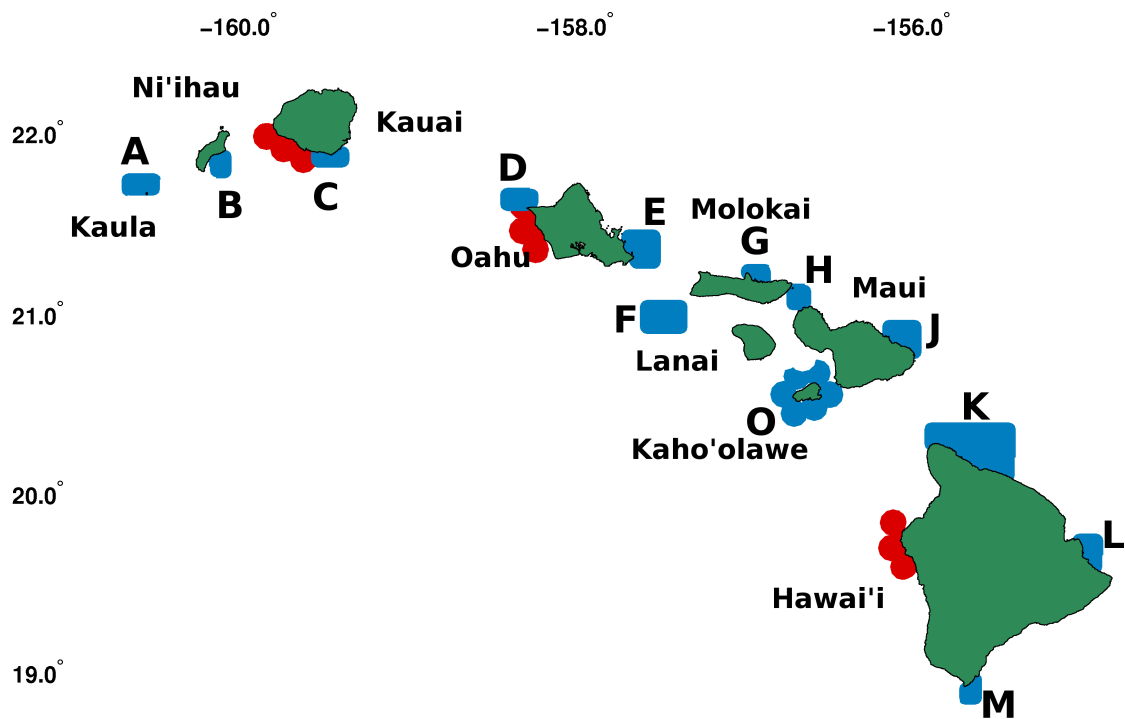 −160.0° −158.0° −156.0°
Ni'ihau
Kauai
22.0°
A
D
B
C
Kaula
E
Molokai
G
Oahu
H
Maui
21.0°
F
J
Lanai
K
O
Kaho'olawe
20.0°
L
Hawai'i
19.0°
M